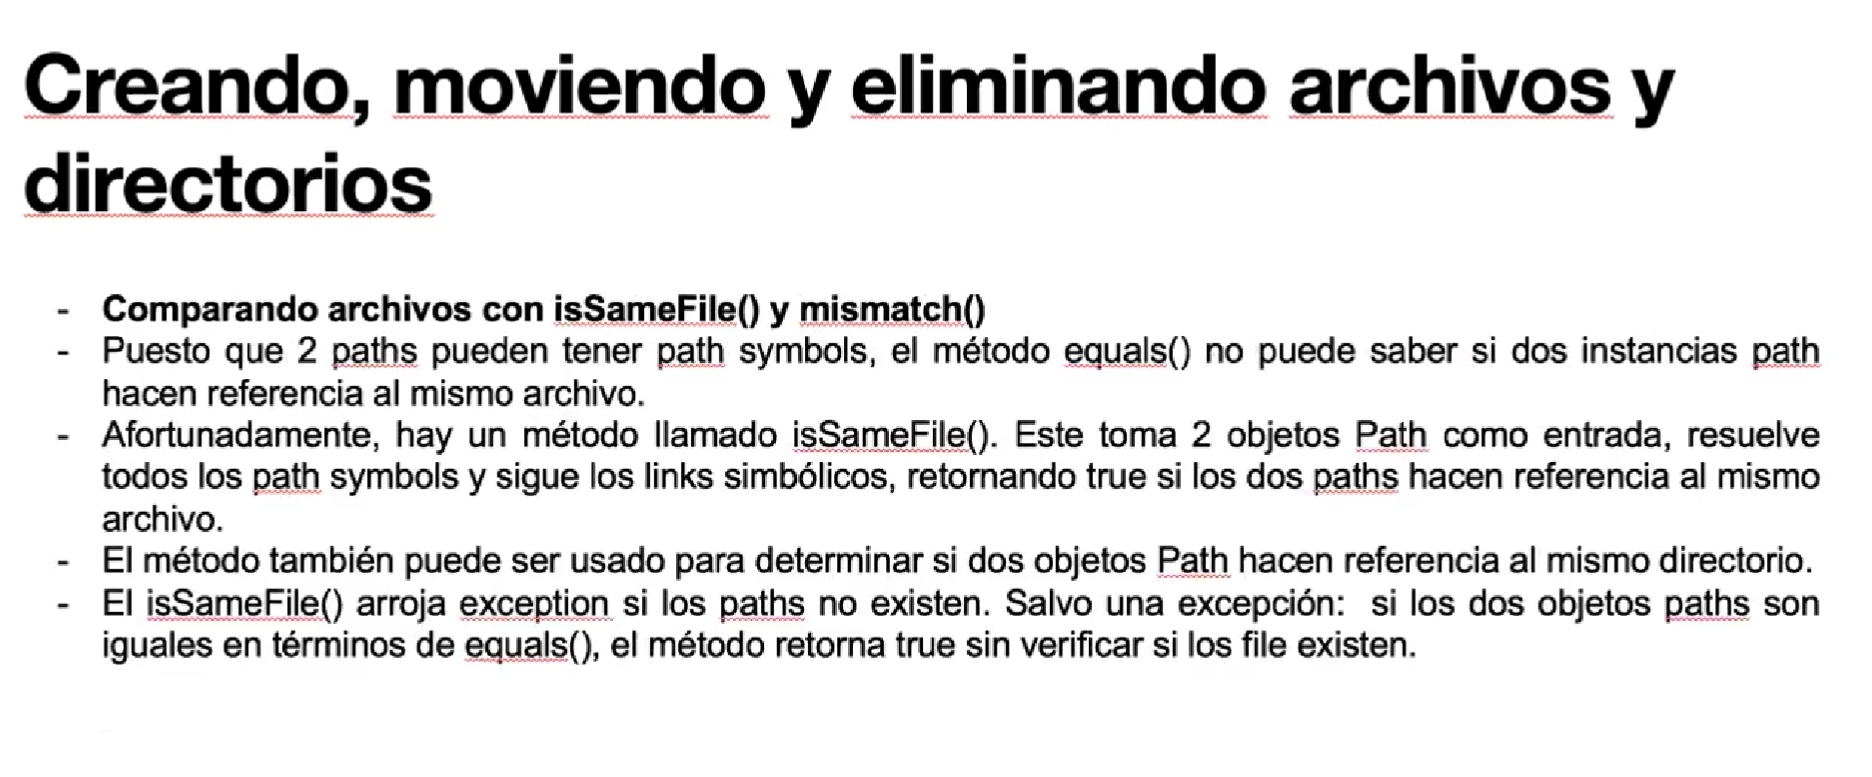 Creando, moviendo y eliminando archivos y
directorios
- Comparando archivos con isSameFile() y mismatch()
- Puesto que 2 paths pueden tener path symbols, el método equals() no puede saber si dos instancias path
hacen referencia al mismo archivo.
- Afortunadamente, hay un método llamado isSameFile(). Este toma 2 objetos Path como entrada, resuelve
todos los path symbols y sigue los links simbólicos, retornando true si los dos paths hacen referencia al mismo
archivo.
- El método también puede ser usado para determinar si dos objetos Path hacen referencia al mismo directorio.
- El isSameFile() arroja exception si los paths no existen. Salvo una excepción: si los dos objetos paths son
iguales en términos de equals(), el método retorna true sin verificar si los file existen.